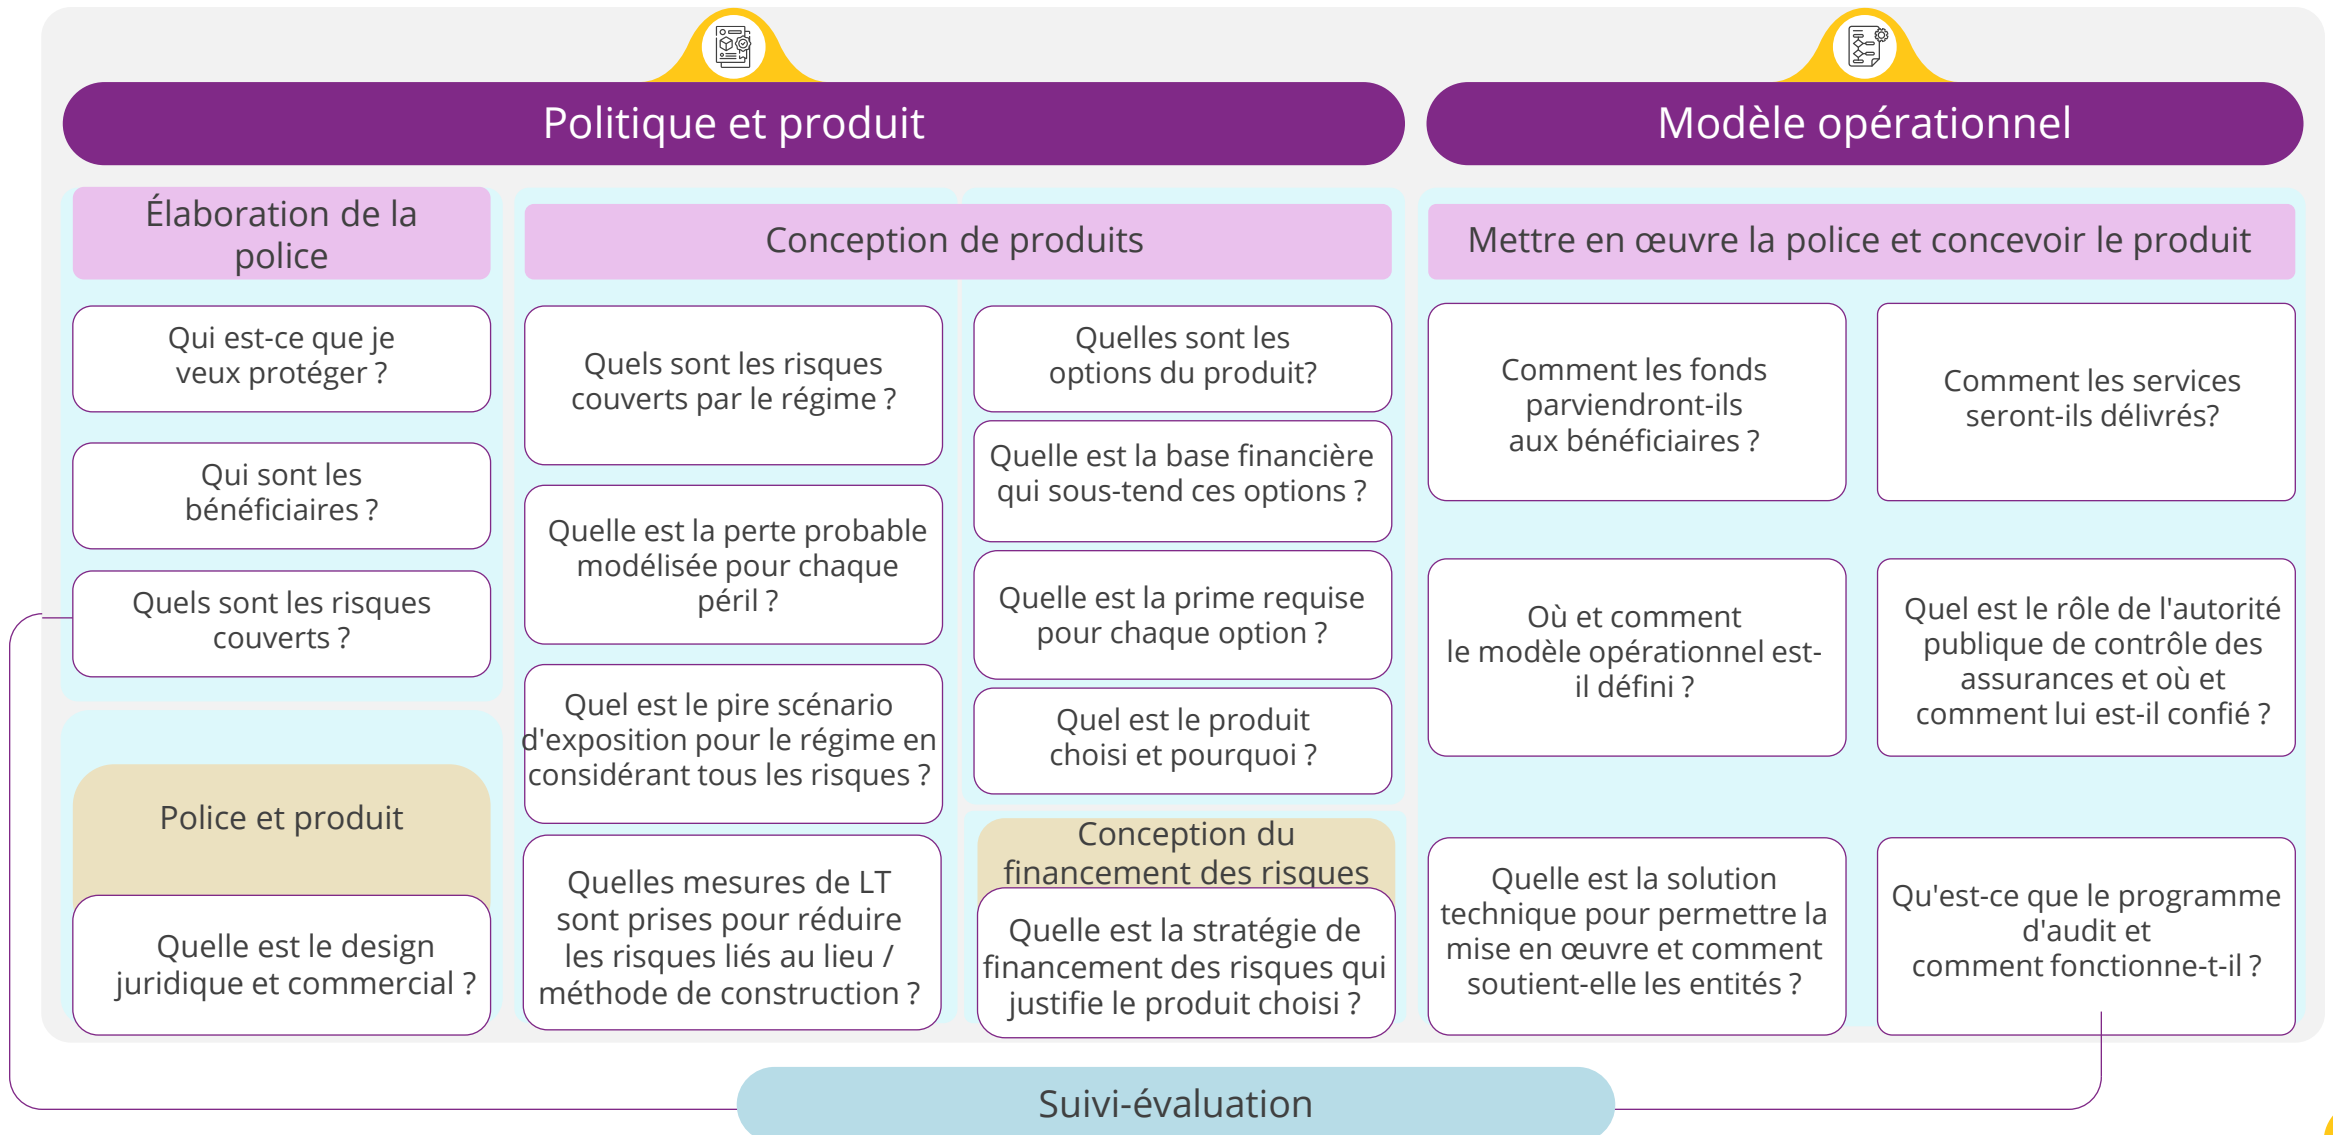 Politique et produit
Modèle opérationnel
Élaboration de la
police
Qui est-ce que je
veux protéger ?
Qui sont les
bénéficiaires ?
Quels sont les risques
couverts ?
Police et produit
Quelle est le design
juridique et commercial ?
Conception de produits
Quels sont les risques
couverts par le régime ?
Quelle est la perte probable
modélisée pour chaque
péril ?
Quel est le pire scénario
d'exposition pour le régime en
considérant tous les risques ?
Quelles mesures de LT
sont prises pour réduire
les risques liés au lieu /
méthode de construction ?
Quelles sont les
options du produit?
Quelle est la base financière
qui sous-tend ces options ?
Quelle est la prime requise
pour chaque option ?
Quel est le produit
choisi et pourquoi ?
Conception du
financement des risques
Quelle est la stratégie de
financement des risques qui
justifie le produit choisi ?
Mettre en œuvre la police et concevoir le produit
Comment les fonds
parviendront-ils
aux bénéficiaires ?
Comment les services
seront-ils délivrés?
Où et comment
le modèle opérationnel est-
il défini ?
Quel est le rôle de l'autorité
publique de contrôle des
assurances et où et
comment lui est-il confié ?
Quelle est la solution
technique pour permettre la
mise en œuvre et comment
soutient-elle les entités ?
Qu'est-ce que le programme
d'audit et
comment fonctionne-t-il ?
Suivi-évaluation